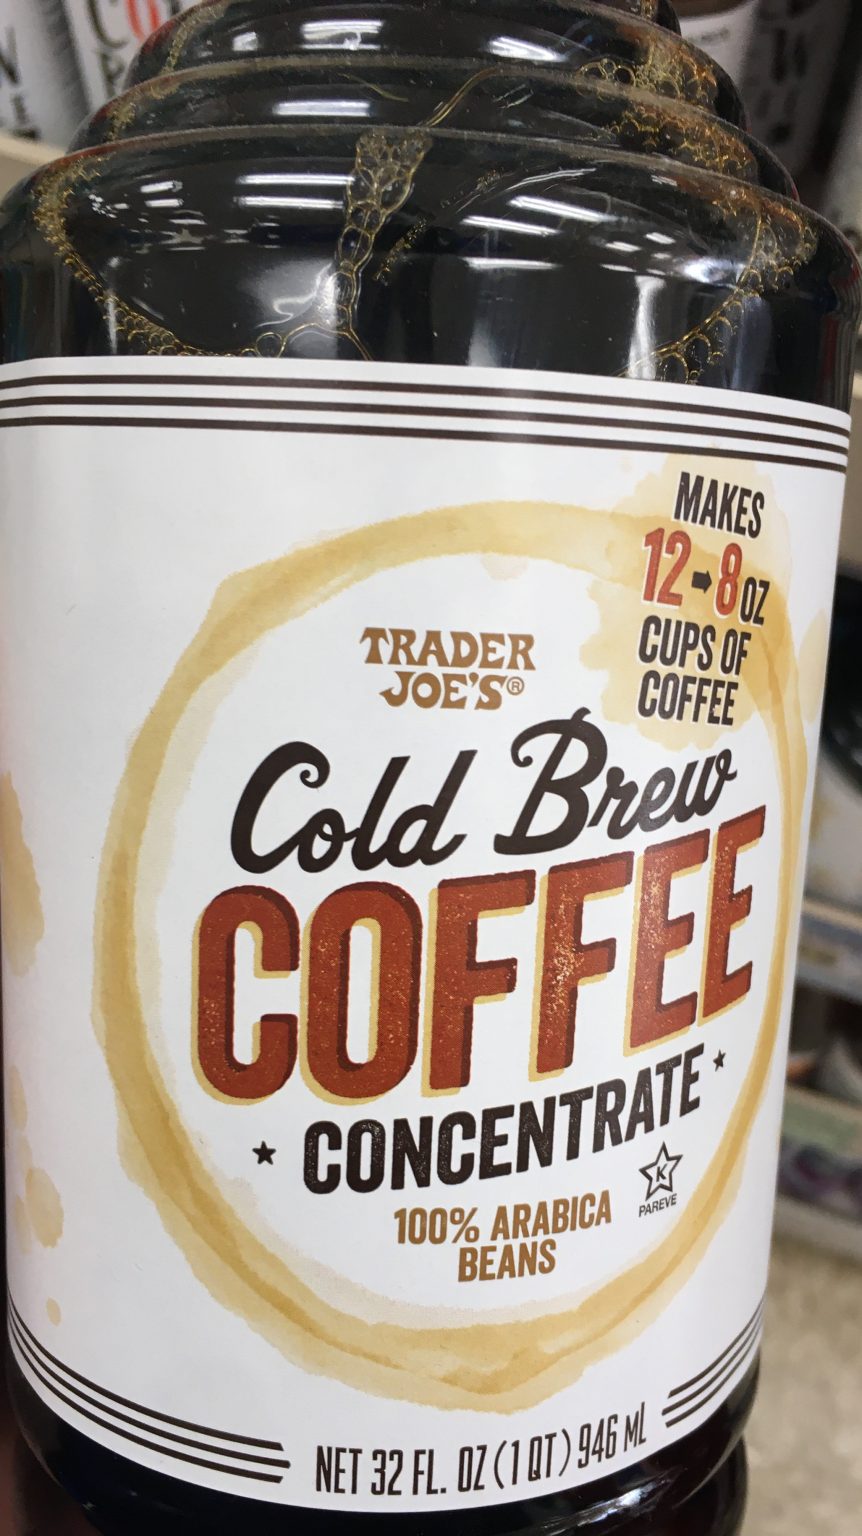 MAKES
12➡8 OZ
CUPS OF
COFFEE
TRADER
JOE'S®
Cold Brew
COFFEE
★ CONCENTRATE ★
K
PAREVE
100% ARABICA
BEANS
NET 32 FL. OZ (1 QT) 946 mL